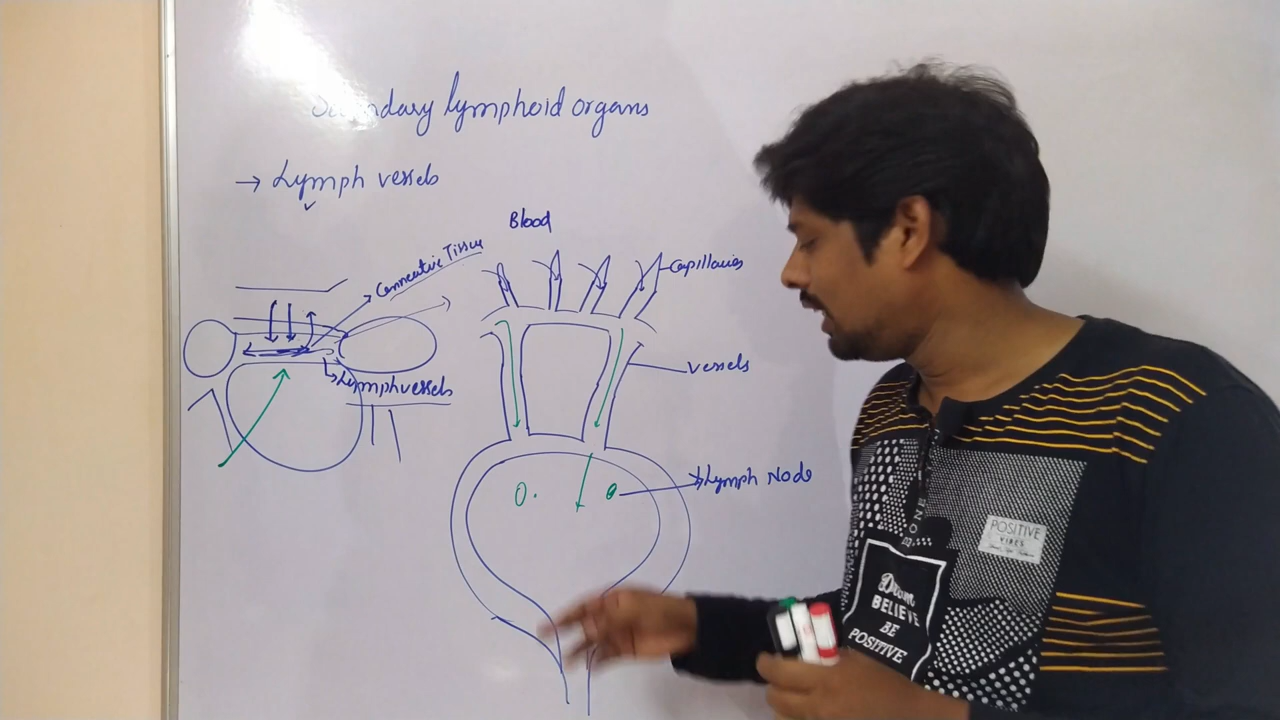 Secondary lymphoid organs
→ Lymph vessels
Blood
Connective Tissue
Capillaries
Lymph vessels
vessels
Lymph Node
POSITIVE
VIBES
Dream
BELIEVE
BE
POSITIVE